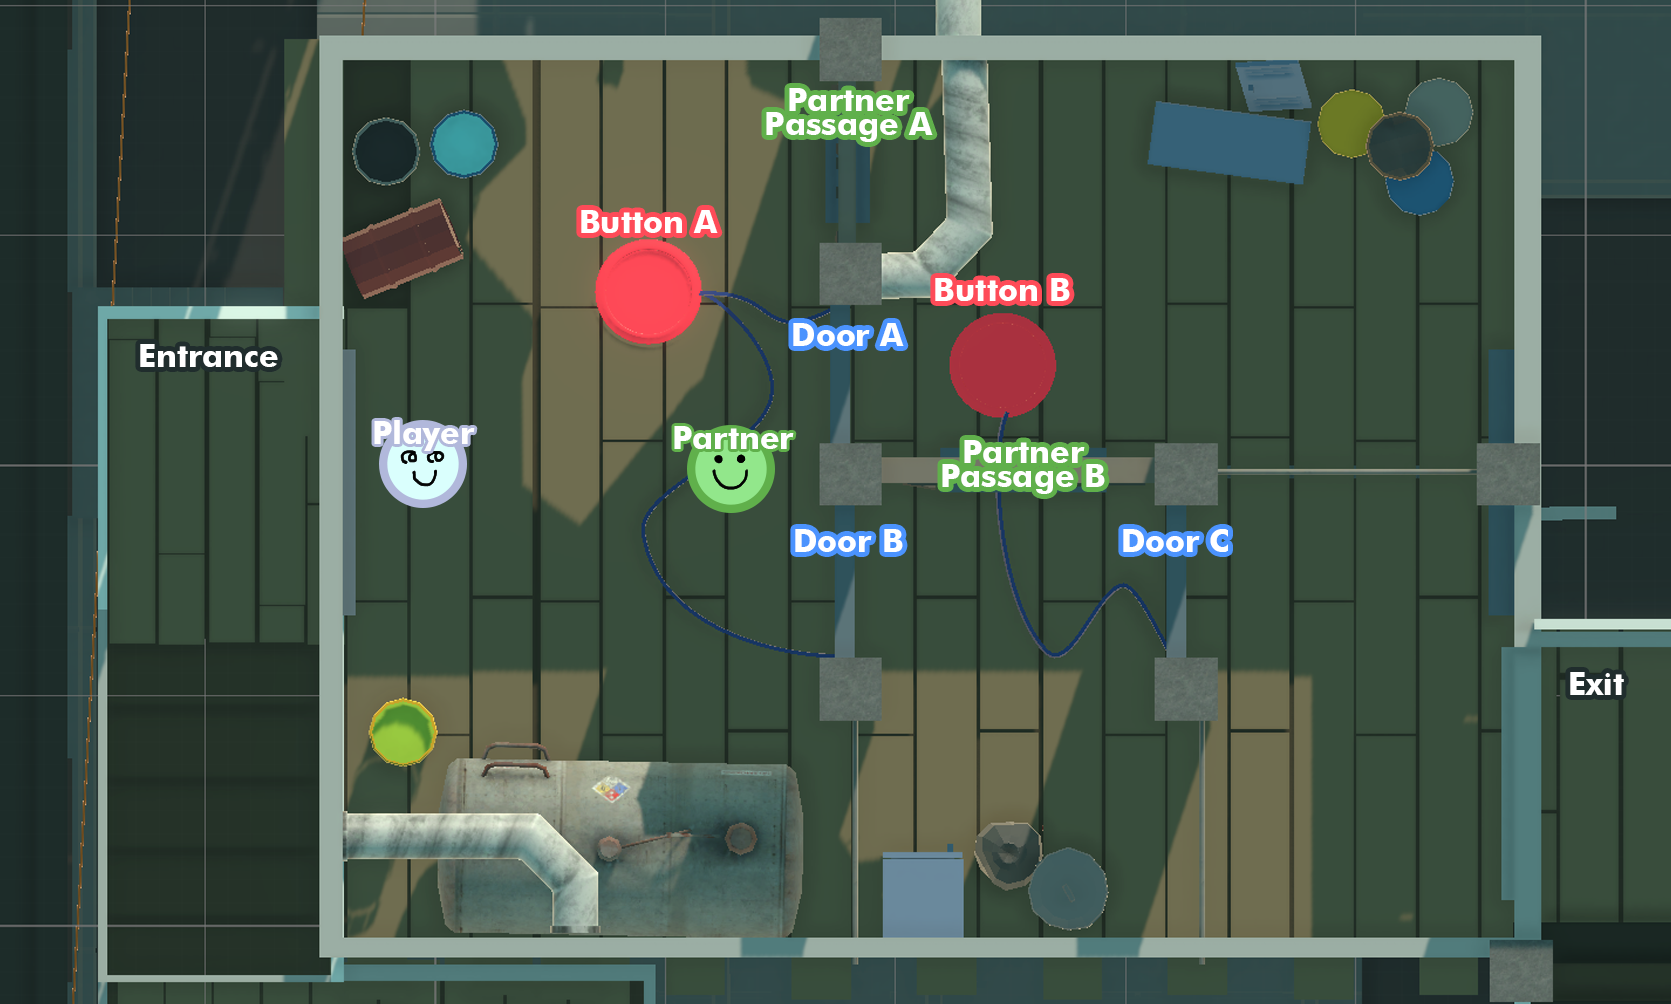 Partner
Passage A
Button A
Button B
Door A
Entrance
Player
Partner
Partner
Passage B
Door B
Door C
Exit